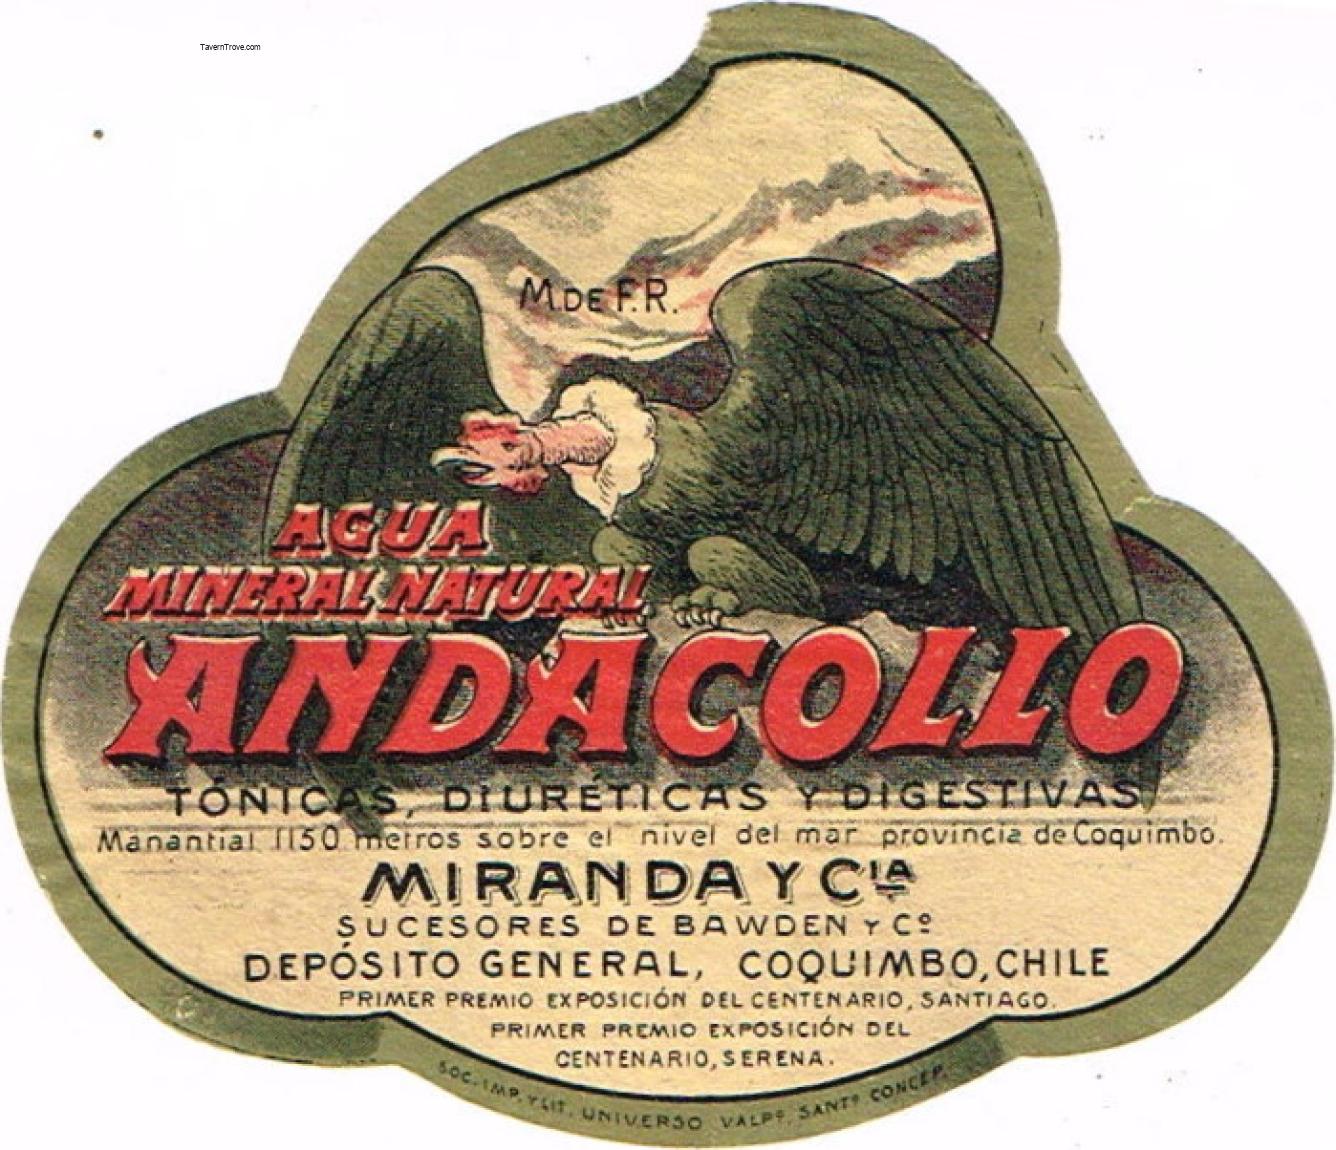 TavernTrove.com
M. DE F. R.
AGUA
MINERAL NATURAL
ANDACOLLO
TÓNICAS, DIURÉTICAS Y DIGESTIVAS
Manantial 1150 metros sobre el nivel del mar provincia de Coquimbo.
MIRANDA Y CIA
SUCESORES DE BAWDEN Y Cº
DEPÓSITO GENERAL, COQUIMBO, CHILE
PRIMER PREMIO EXPOSICIÓN DEL CENTENARIO, SANTIAGO.
PRIMER PREMIO EXPOSICIÓN DEL
CENTENARIO, SERENA.
SOC. IMP. Y LIT. UNIVERSO VALPº. SANTº CONCEP.